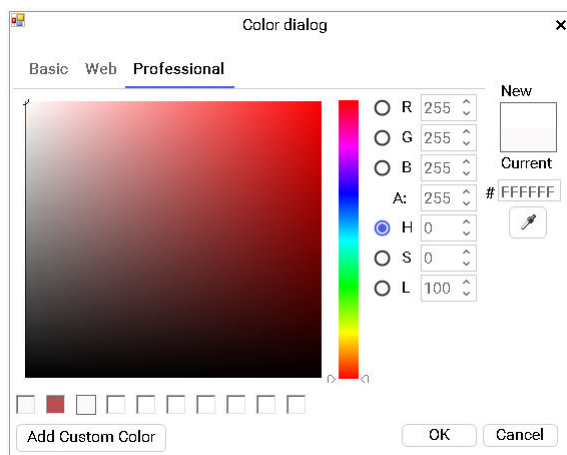 Color dialog
Basic Web Professional
New
R 255
G 255
B 255
Current
A: 255
# FFFFFF
H 0
S 0
L 100
Add Custom Color
OK Cancel